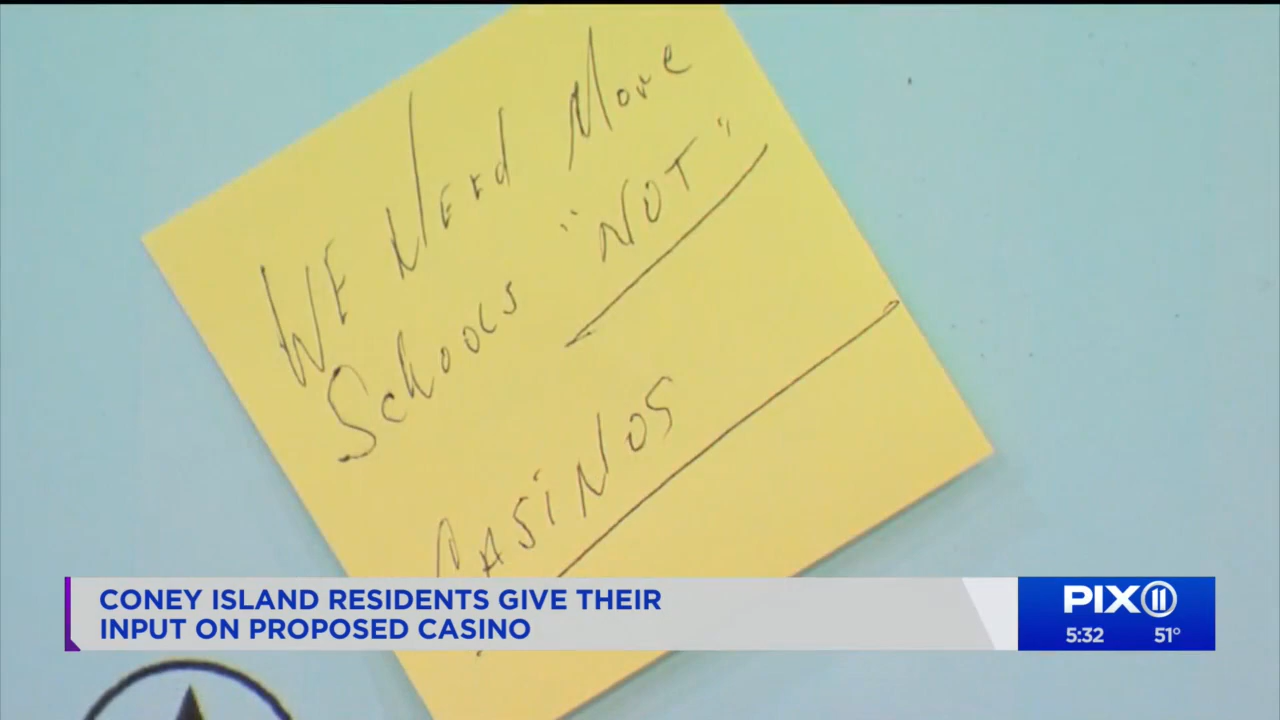 WE NEEd More
SchooLS "NOT"
CASiNOS
CONEY ISLAND RESIDENTS GIVE THEIR
INPUT ON PROPOSED CASINO
PIX11
5:32 51°